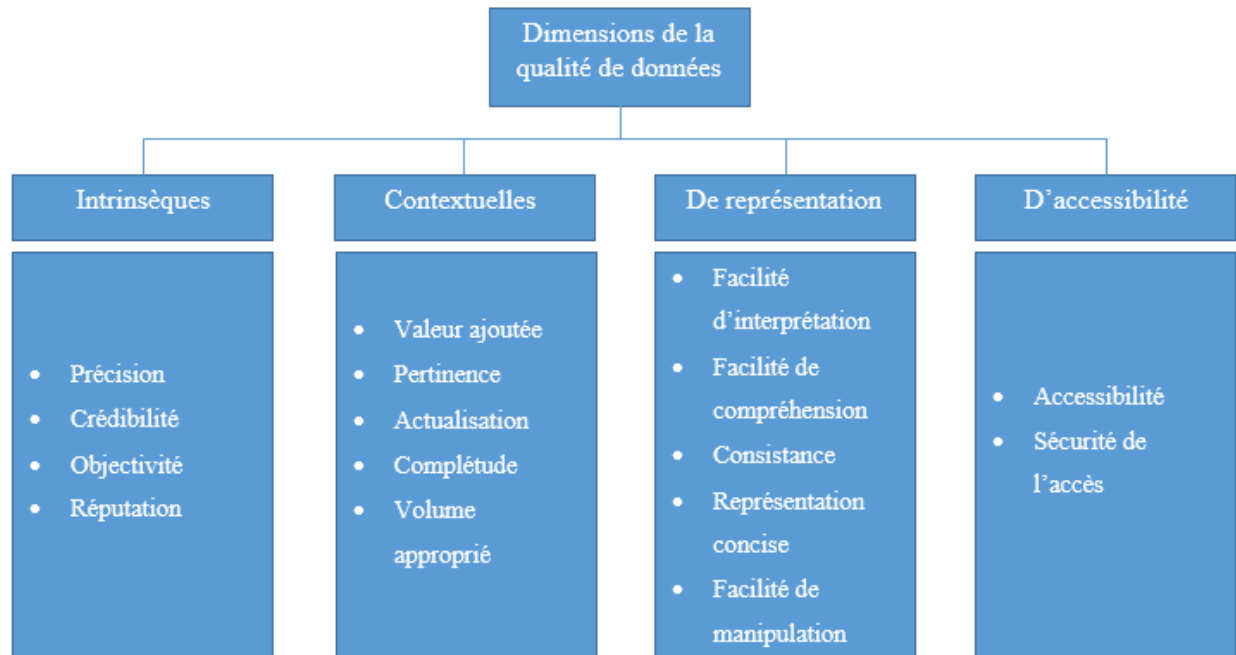 Dimensions de la
qualité de données
Intrinsèques
Contextuelles
De représentation
D’accessibilité
• Précision
• Crédibilité
• Objectivité
• Réputation
• Valeur ajoutée
• Pertinence
• Actualisation
• Complétude
• Volume
approprié
• Facilité
d’interprétation
• Facilité de
compréhension
• Consistance
• Représentation
concise
• Facilité de
manipulation
• Accessibilité
• Sécurité de
l’accès